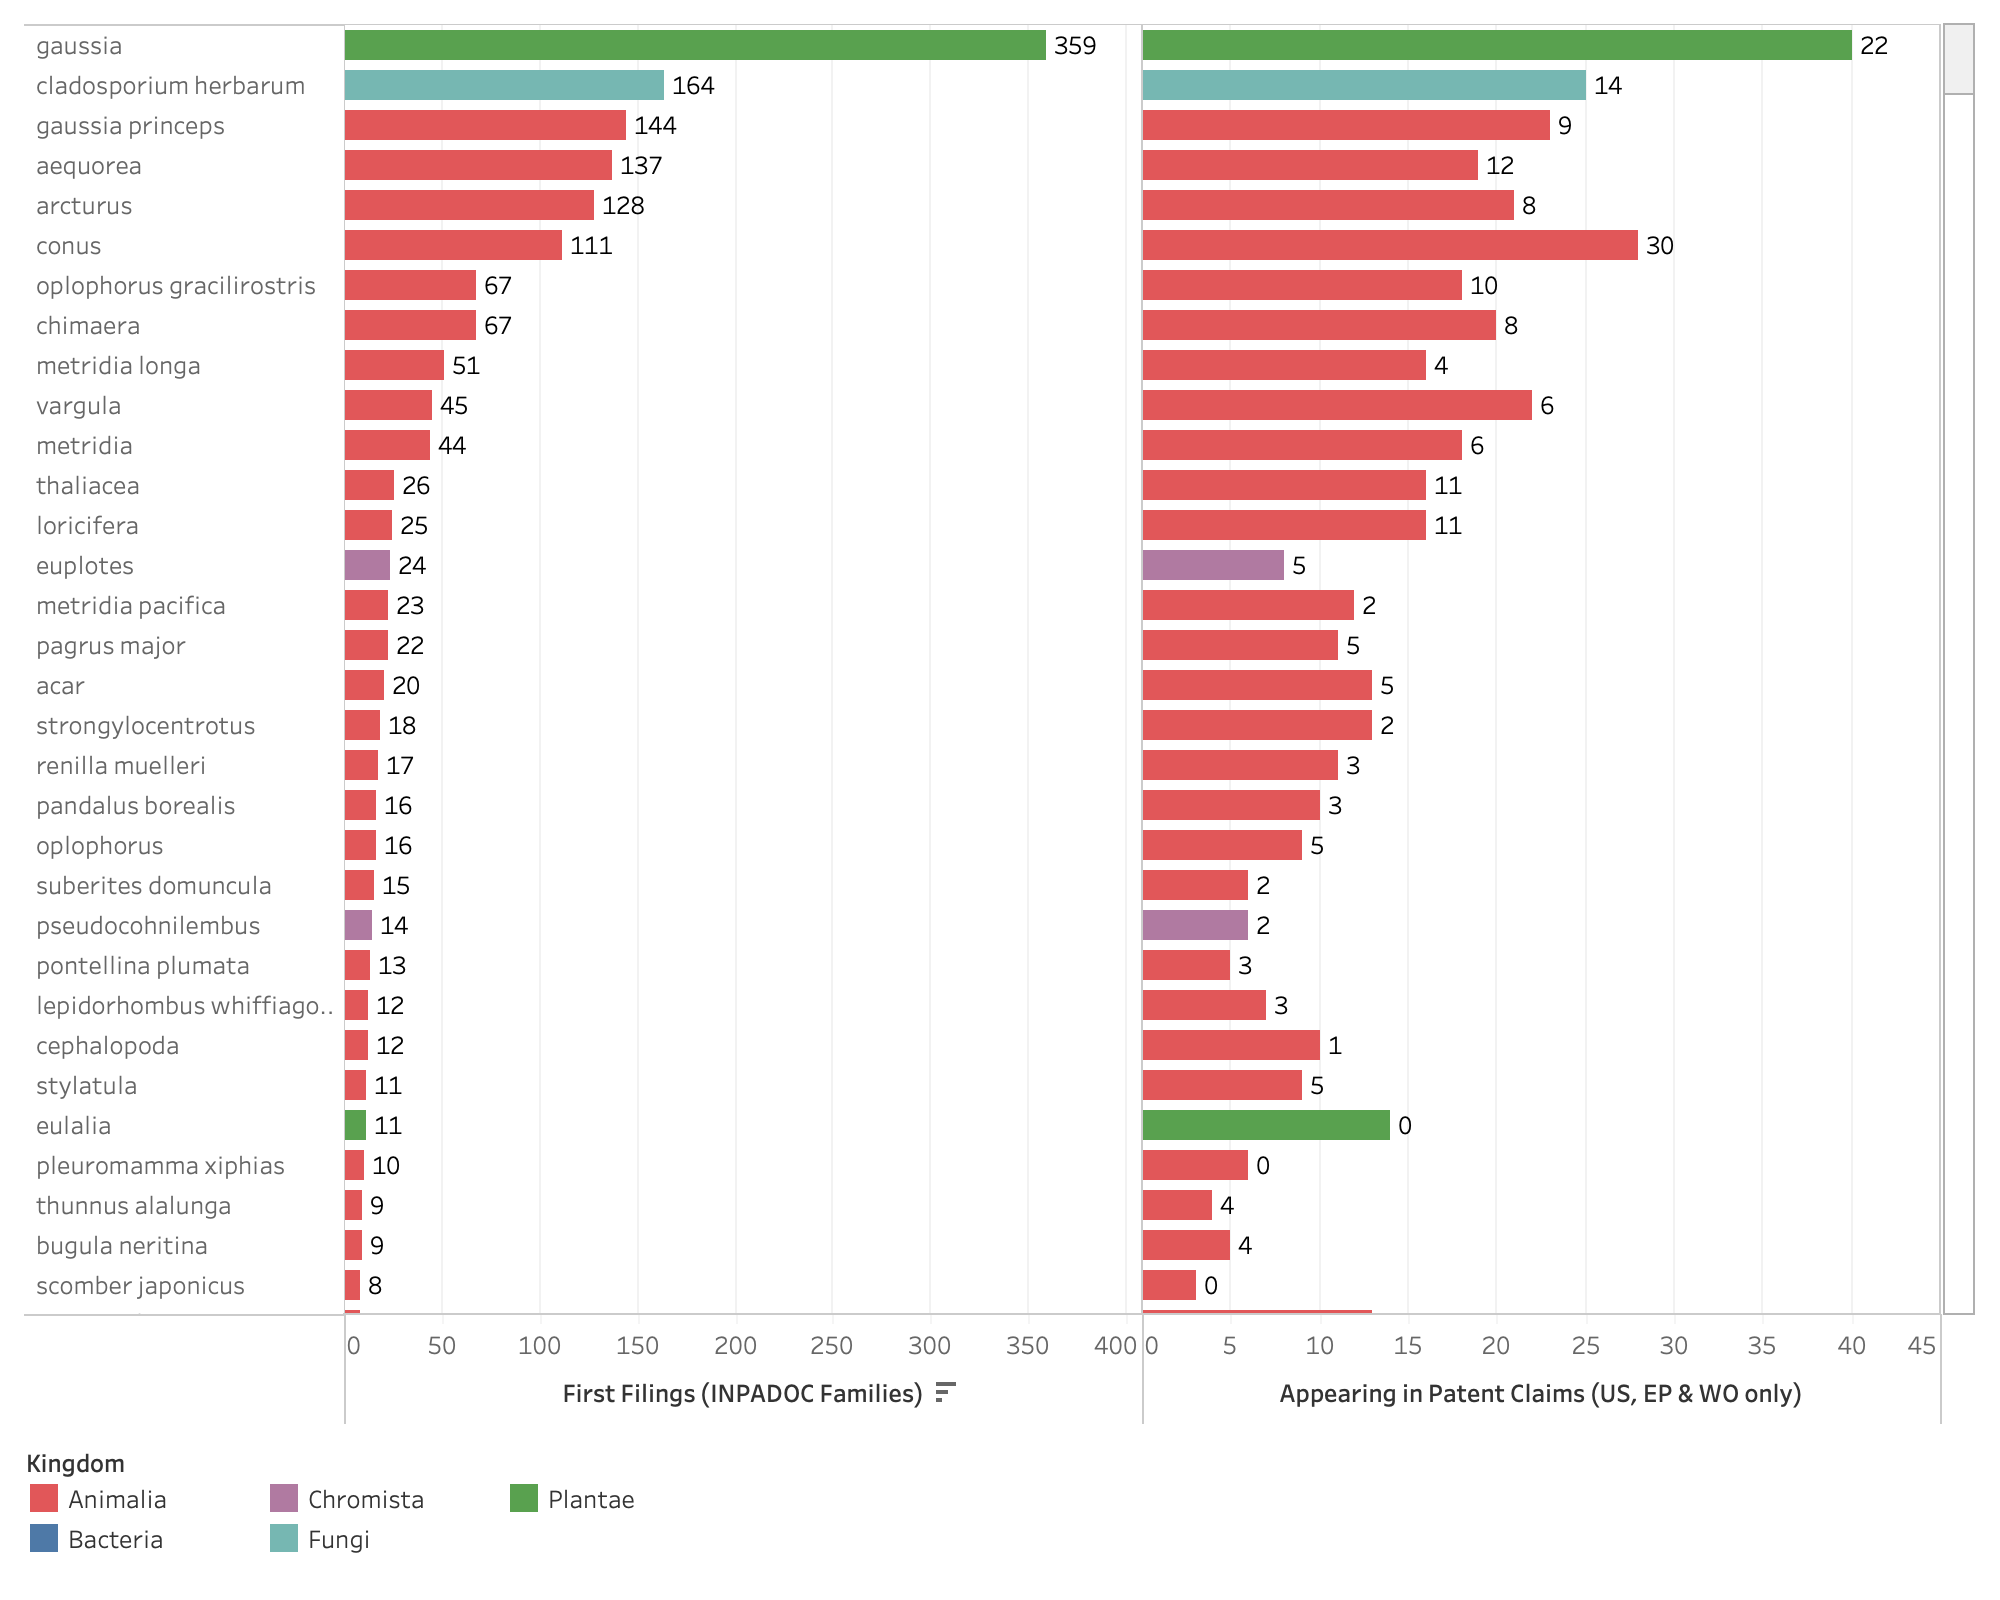 gaussia 359 22
cladosporium herbarum 164 14
gaussia princeps 144 9
aequorea 137 12
arcturus 128 8
conus 111 30
oplophorus gracilirostris 67 10
chimaera 67 8
metridia longa 51 4
vargula 45 6
metridia 44 6
thaliacea 26 11
loricifera 25 11
euplotes 24 5
metridia pacifica 23 2
pagrus major 22 5
acar 20 5
strongylocentrotus 18 2
renilla muelleri 17 3
pandalus borealis 16 3
oplophorus 16 5
suberites domuncula 15 2
pseudocohnilembus 14 2
pontellina plumata 13 3
lepidorhombus whiffiago.. 12 3
cephalopoda 12 1
stylatula 11 5
eulalia 11 0
pleuromamma xiphias 10 0
thunnus alalunga 9 4
bugula neritina 9 4
scomber japonicus 8 0
0 50 100 150 200 250 300 350 400 0 5 10 15 20 25 30 35 40 45
First Filings (INPADOC Families) Appearing in Patent Claims (US, EP & WO only)
Kingdom
Animalia Chromista Plantae
Bacteria Fungi